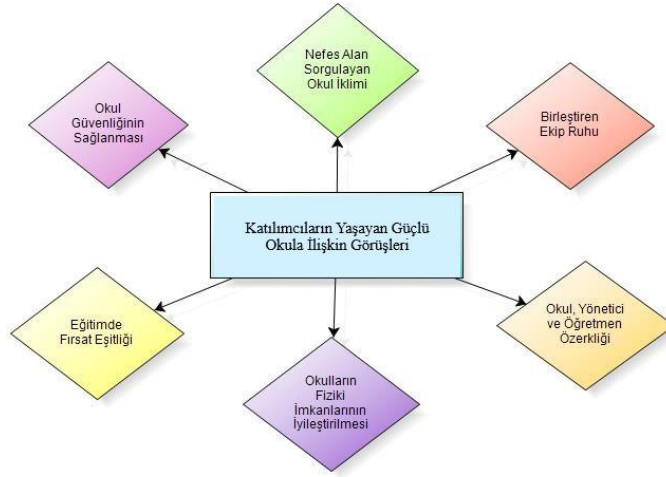 Nefes Alan
Sorgulayan
Okul İklimi
Okul
Güvenliğinin
Sağlanması
Birleştiren
Ekip Ruhu
Katılımcıların Yaşayan Güçlü
Okula İlişkin Görüşleri
Eğitimde
Fırsat Eşitliği
Okul, Yönetici
ve Öğretmen
Özerkliği
Okulların
Fiziki
İmkanlarının
İyileştirilmesi